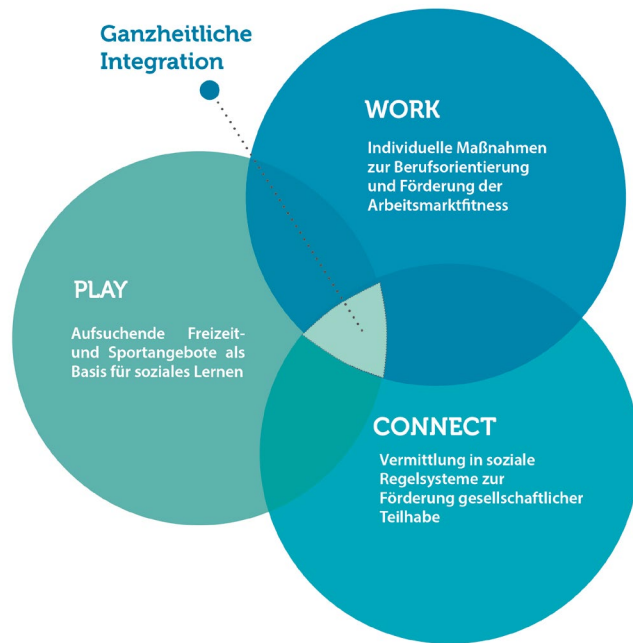 Ganzheitliche
Integration
WORK
Individuelle Maßnahmen
zur Berufsorientierung
und Förderung der
Arbeitsmarktfitness
PLAY
Aufsuchende Freizeit-
und Sportangebote als
Basis für soziales Lernen
CONNECT
Vermittlung in soziale
Regelsysteme zur
Förderung gesellschaftlicher
Teilhabe